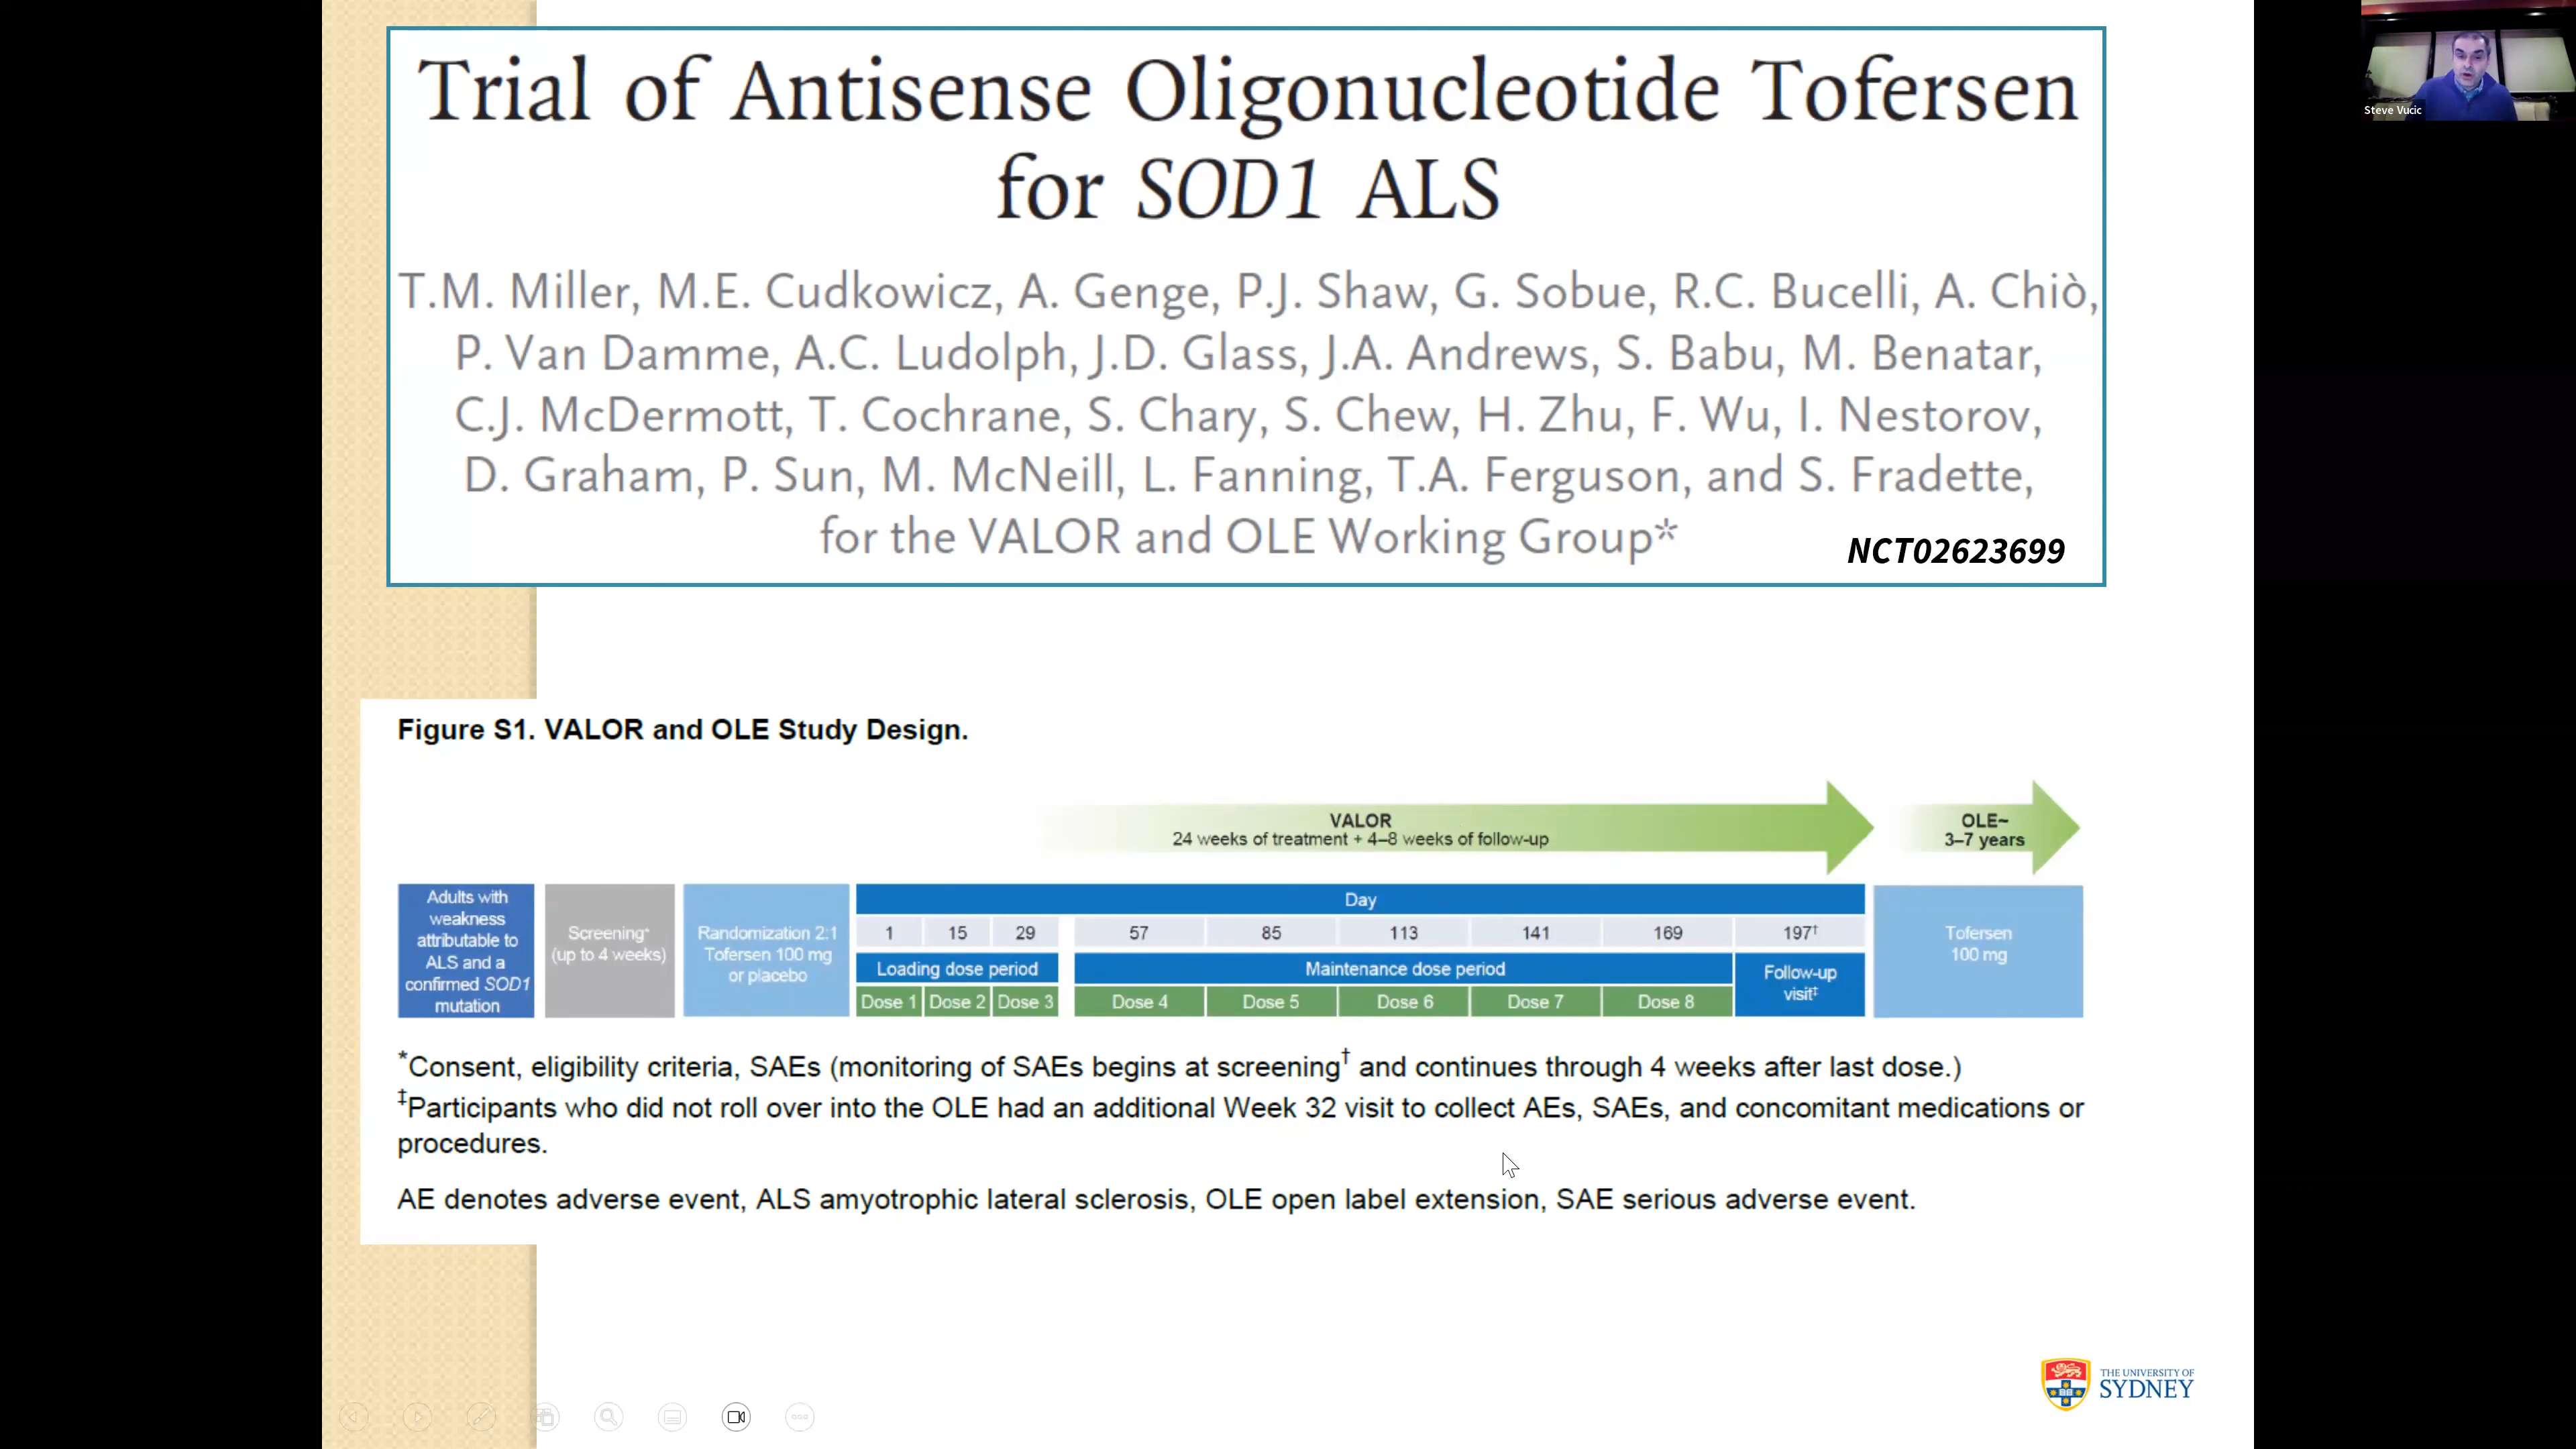 Trial of Antisense Oligonucleotide Tofersen
for SOD1 ALS
T.M. Miller, M.E. Cudkowicz, A. Genge, P.J. Shaw, G. Sobue, R.C. Bucelli, A. Chiò,
P. Van Damme, A.C. Ludolph, J.D. Glass, J.A. Andrews, S. Babu, M. Benatar,
C.J. McDermott, T. Cochrane, S. Chary, S. Chew, H. Zhu, F. Wu, I. Nestorov,
D. Graham, P. Sun, M. McNeill, L. Fanning, T.A. Ferguson, and S. Fradette,
for the VALOR and OLE Working Group*
NCT02623699
Steve Vucic
Figure S1. VALOR and OLE Study Design.
VALOR
24 weeks of treatment + 4–8 weeks of follow-up
OLE~
3–7 years
Adults with
weakness
attributable to
ALS and a
confirmed SOD1
mutation
Screening*
(up to 4 weeks)
Randomization 2:1
Tofersen 100 mg
or placebo
Day
1 15 29 57 85 113 141 169 197†
Loading dose period Maintenance dose period
Dose 1 Dose 2 Dose 3 Dose 4 Dose 5 Dose 6 Dose 7 Dose 8
Follow-up
visit‡
Tofersen
100 mg
*Consent, eligibility criteria, SAEs (monitoring of SAEs begins at screening† and continues through 4 weeks after last dose.)
‡Participants who did not roll over into the OLE had an additional Week 32 visit to collect AEs, SAEs, and concomitant medications or
procedures.
AE denotes adverse event, ALS amyotrophic lateral sclerosis, OLE open label extension, SAE serious adverse event.
THE UNIVERSITY OF
SYDNEY